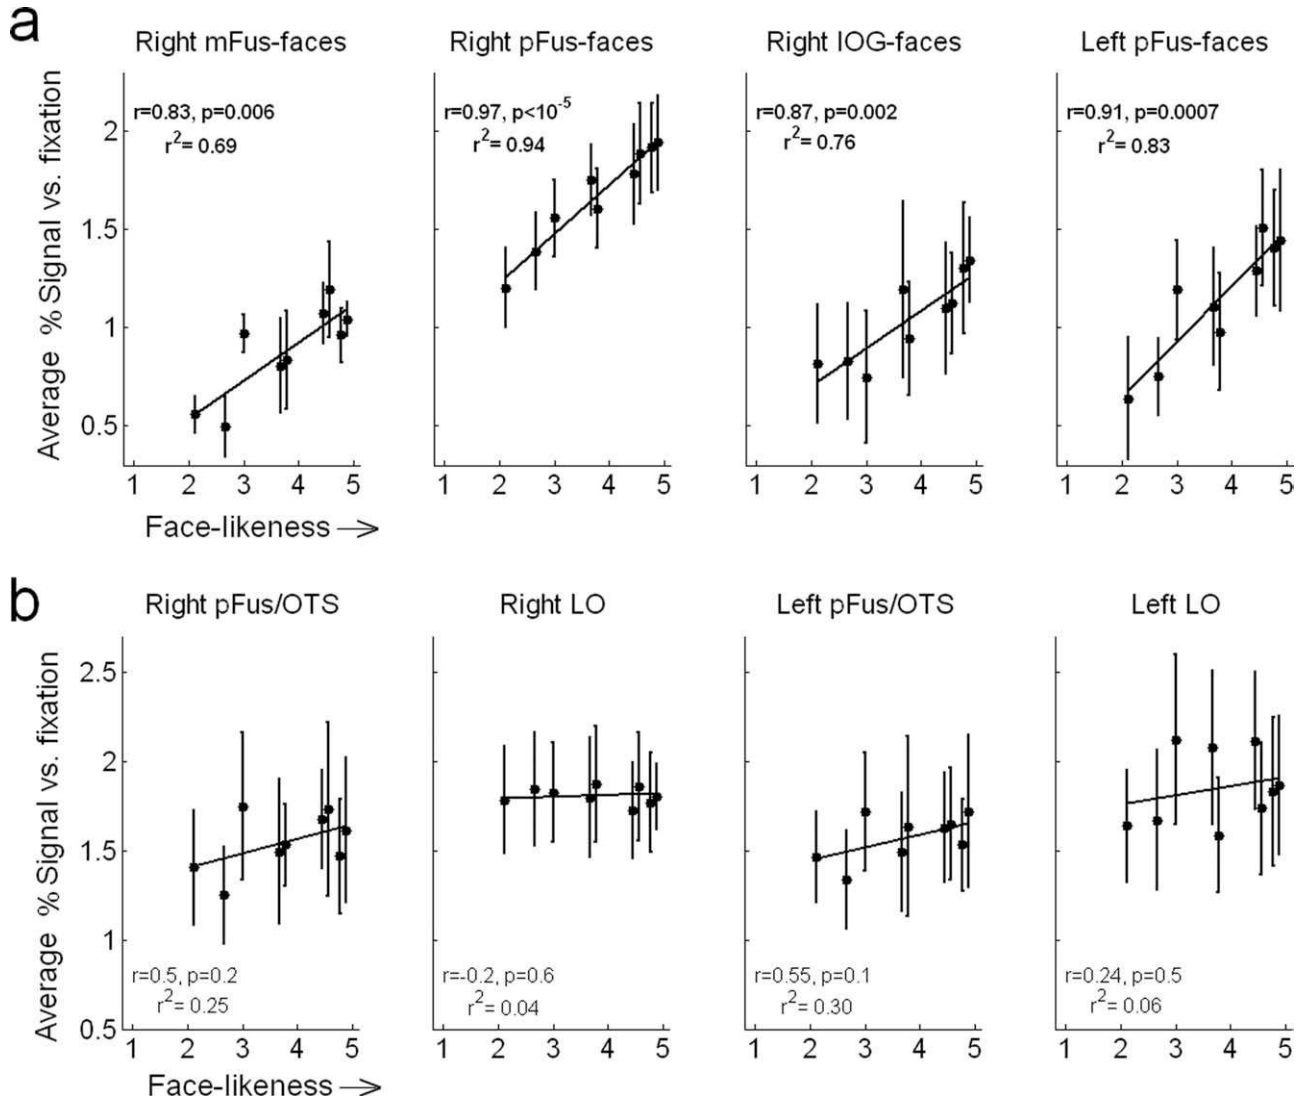 a
Right mFus-faces
Right pFus-faces
Right IOG-faces
Left pFus-faces
Average % Signal vs. fixation
r=0.83, p=0.006
r2= 0.69
r=0.97, p<10-5
r2= 0.94
r=0.87, p=0.002
r2= 0.76
r=0.91, p=0.0007
r2= 0.83
2
1.5
1
0.5
1 2 3 4 5
1 2 3 4 5
1 2 3 4 5
1 2 3 4 5
Face-likeness
b
Right pFus/OTS
Right LO
Left pFus/OTS
Left LO
Average % Signal vs. fixation
2.5
2
1.5
1
0.5
r=0.5, p=0.2
r2= 0.25
r=-0.2, p=0.6
r2= 0.04
r=0.55, p=0.1
r2= 0.30
r=0.24, p=0.5
r2= 0.06
1 2 3 4 5
1 2 3 4 5
1 2 3 4 5
1 2 3 4 5
Face-likeness